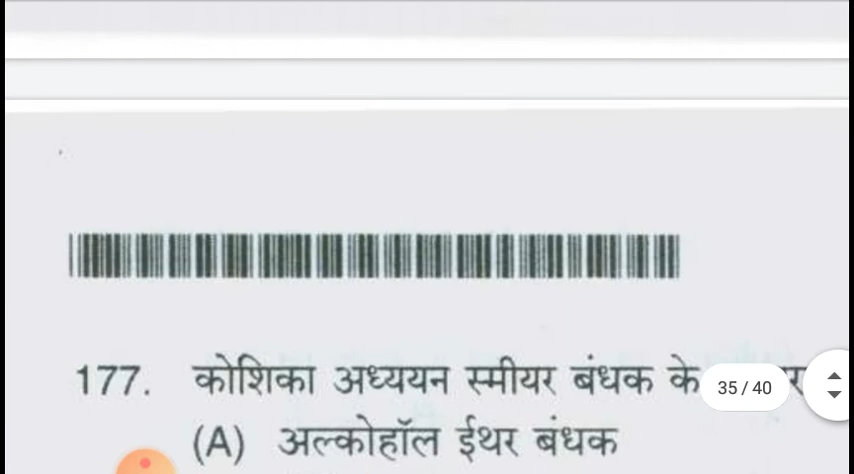 177. कोशिका अध्ययन स्मीयर बंधक के
35 / 40
(A) अल्कोहॉल ईथर बंधक